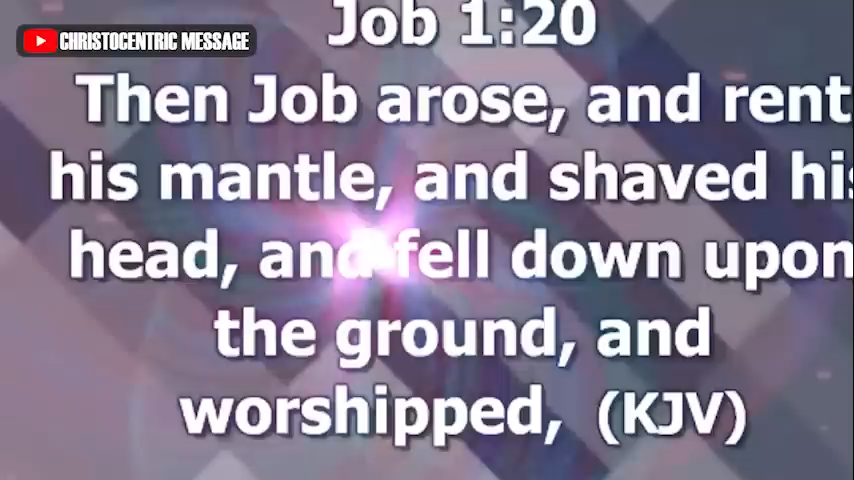 CHRISTOCENTRIC MESSAGE
Job 1:20
Then Job arose, and rent
his mantle, and shaved his
head, and fell down upon
the ground, and
worshipped, (KJV)